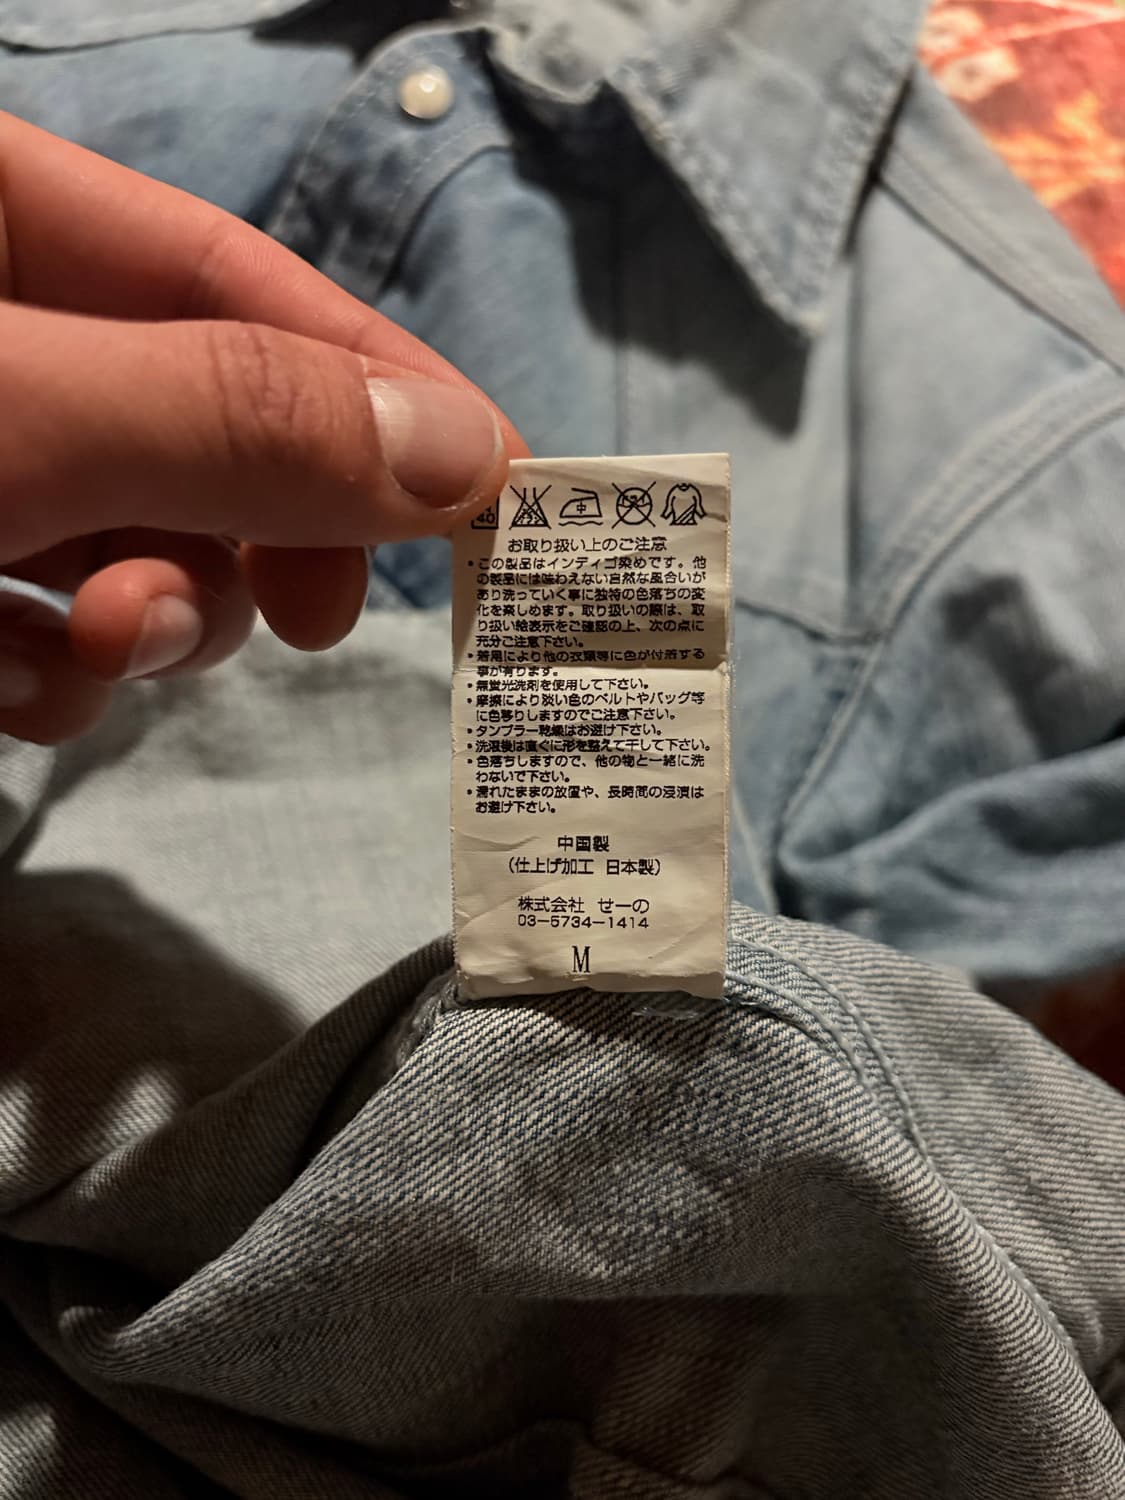 40
中
お取り扱い上のご注意
・この製品はインディゴ染めです。他
の製品には味わえない自然な風合いが
あり洗っていく事に独特の色落ちの変
化を楽しめます。取り扱いの際は、取
り扱い絵表示をご確認の上、次の点に
充分ご注意下さい。
・着用により他の衣類等に色が付着する
事が有ります。
・無蛍光洗剤を使用して下さい。
・摩擦により淡い色のベルトやバッグ等
に色移りしますのでご注意下さい。
・タンブラー乾燥はお避け下さい。
・洗濯後は直ぐに形を整えて干して下さい。
・色落ちしますので、他の物と一緒に洗
わないで下さい。
・濡れたままの放置や、長時間の浸漬は
お避け下さい。
中国製
(仕上げ加工 日本製)
株式会社 せーの
03-5734-1414
M